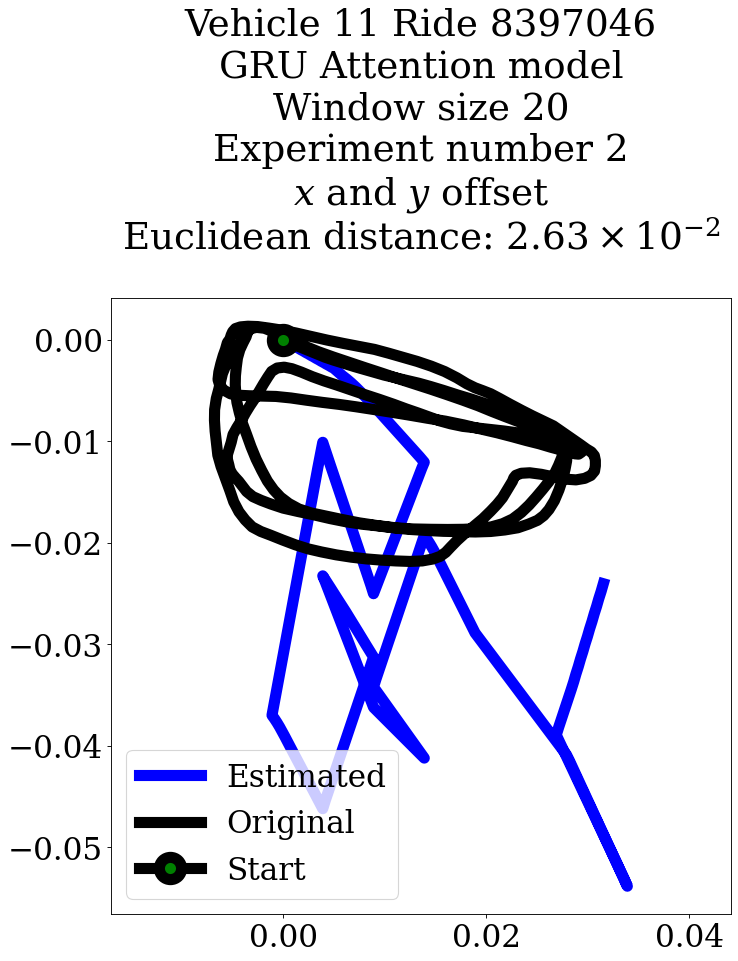 Vehicle 11 Ride 8397046
GRU Attention model
Window size 20
Experiment number 2
x and y offset
Euclidean distance: 2.63 × 10⁻²
0.00
−0.01
−0.02
−0.03
−0.04
−0.05
Estimated
Original
Start
0.00 0.02 0.04